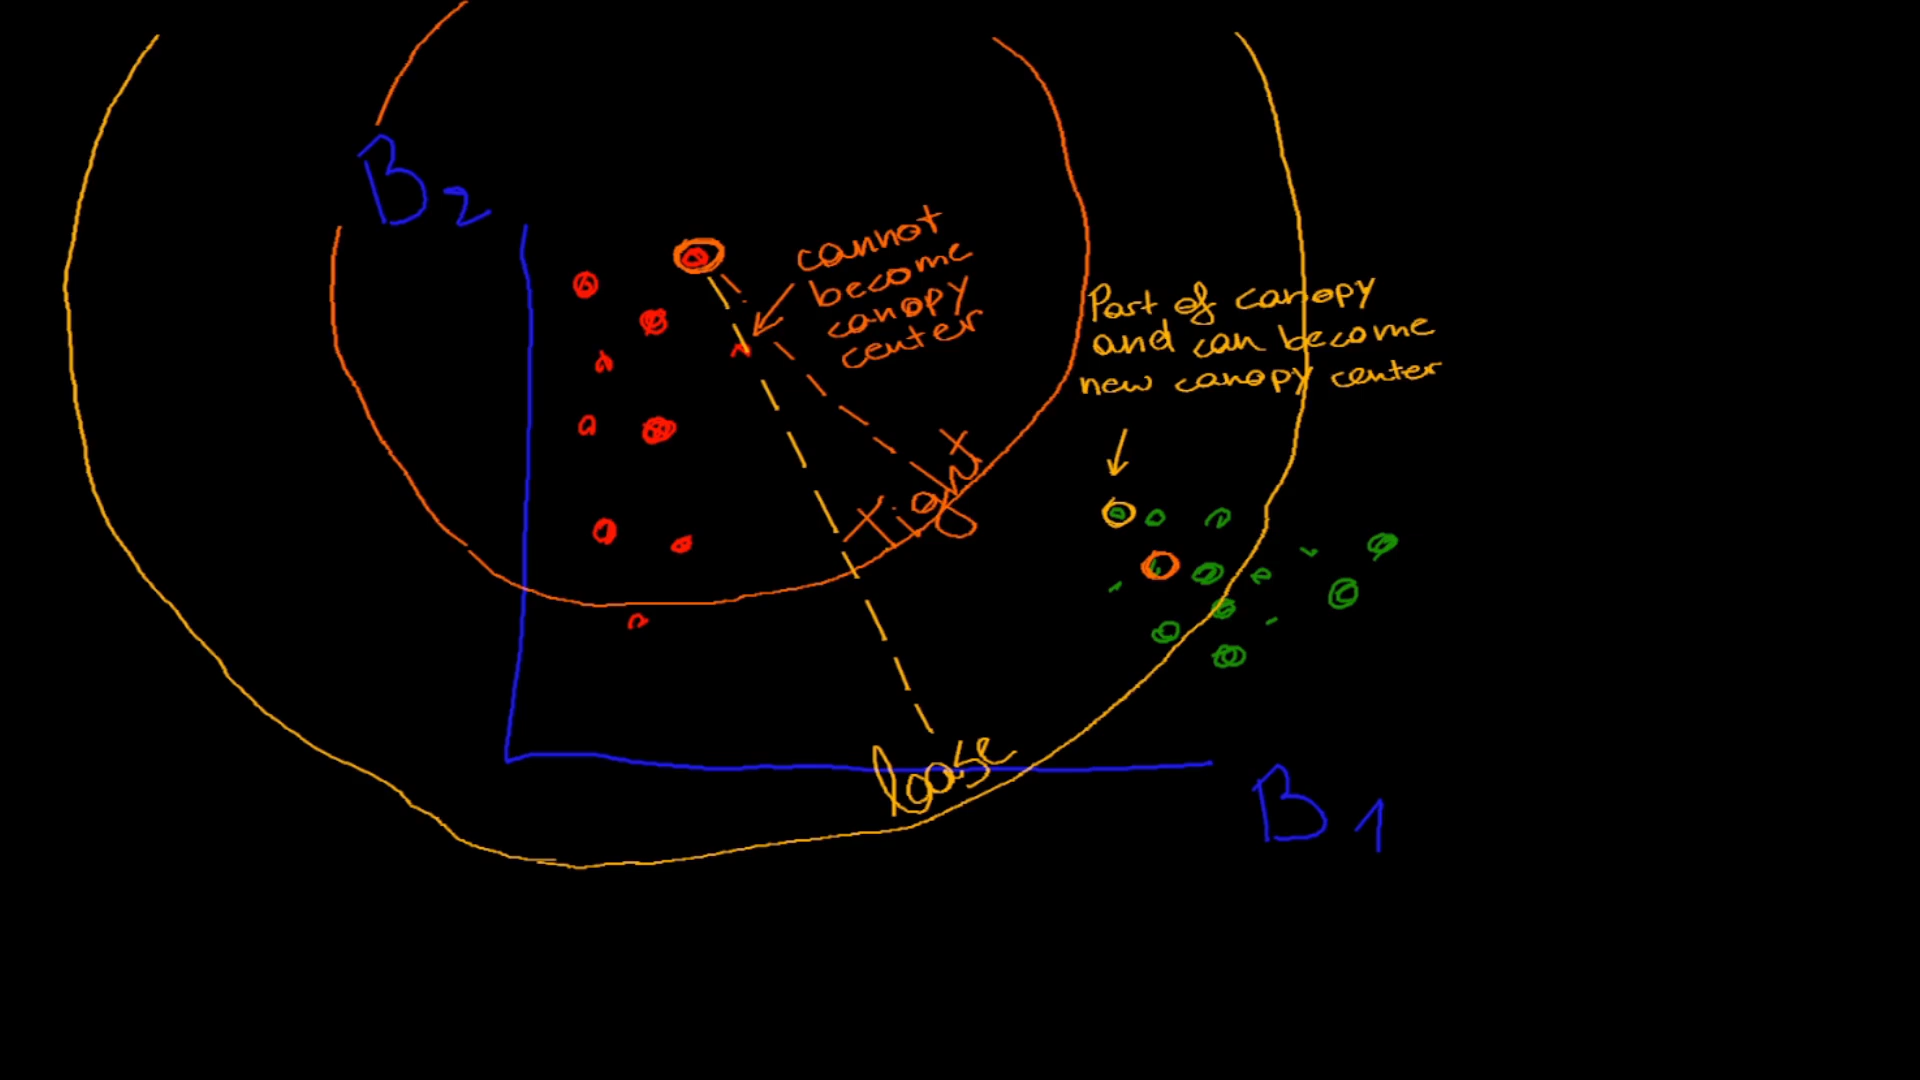 B2
cannot
become
canopy
center
Part of canopy
and can become
new canopy center
tight
loose
B1